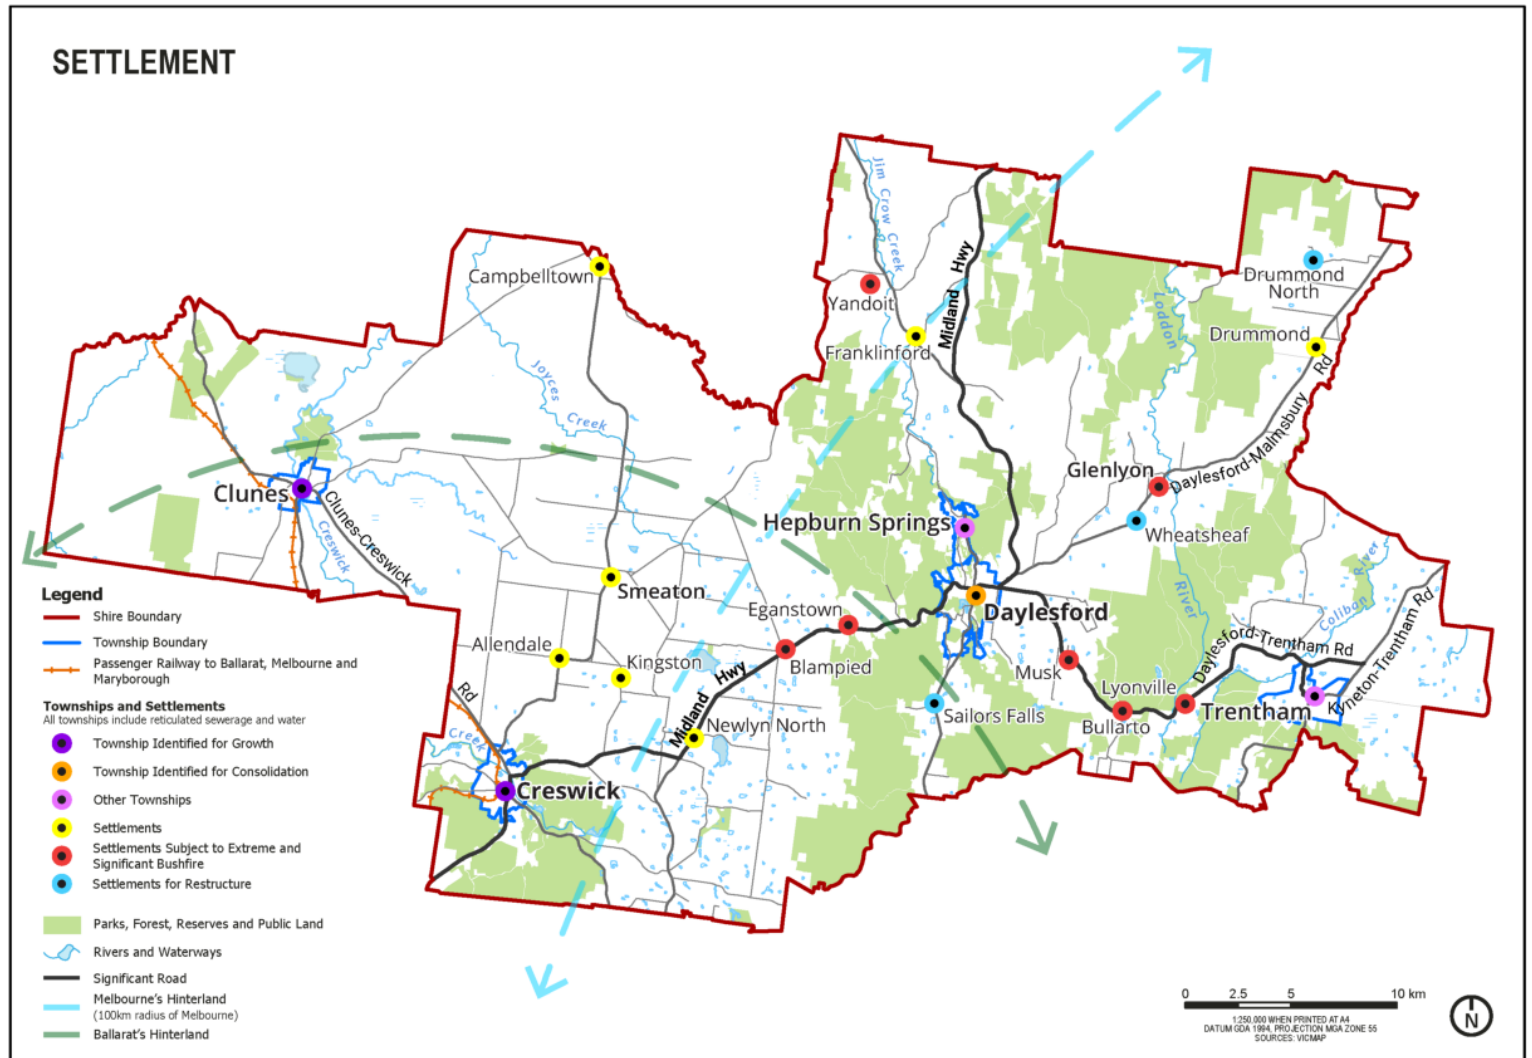 SETTLEMENT
Jim Crow Creek
Midland Hwy
Campbelltown
Yandoit
Franklinford
Drummond
North
Drummond
Loddon
Rd
Joyces
Creek
Daylesford-Malmsbury
Glenlyon
Clunes
Clunes-Creswick
Creswick
Hepburn Springs
Wheatsheaf
River
Smeaton
Daylesford
River
Coliban
Eganstown
Allendale
Kingston
Blampied
Musk
Daylesford-Trentham Rd
Kyneton-Trentham Rd
Lyonville
Trentham
Bullarto
Sailors Falls
Rd
Midland
Hwy
Newlyn North
Creek
Creswick
Legend
Shire Boundary
Township Boundary
Passenger Railway to Ballarat, Melbourne and
Maryborough
Townships and Settlements
All townships include reticulated sewerage and water
Township Identified for Growth
Township Identified for Consolidation
Other Townships
Settlements
Settlements Subject to Extreme and
Significant Bushfire
Settlements for Restructure
Parks, Forest, Reserves and Public Land
Rivers and Waterways
Significant Road
Melbourne's Hinterland
(100km radius of Melbourne)
Ballarat's Hinterland
0 2.5 5 10 km
1:250,000 WHEN PRINTED AT A4
DATUM GDA 1994, PROJECTION MGA ZONE 55
SOURCES: VICMAP
N